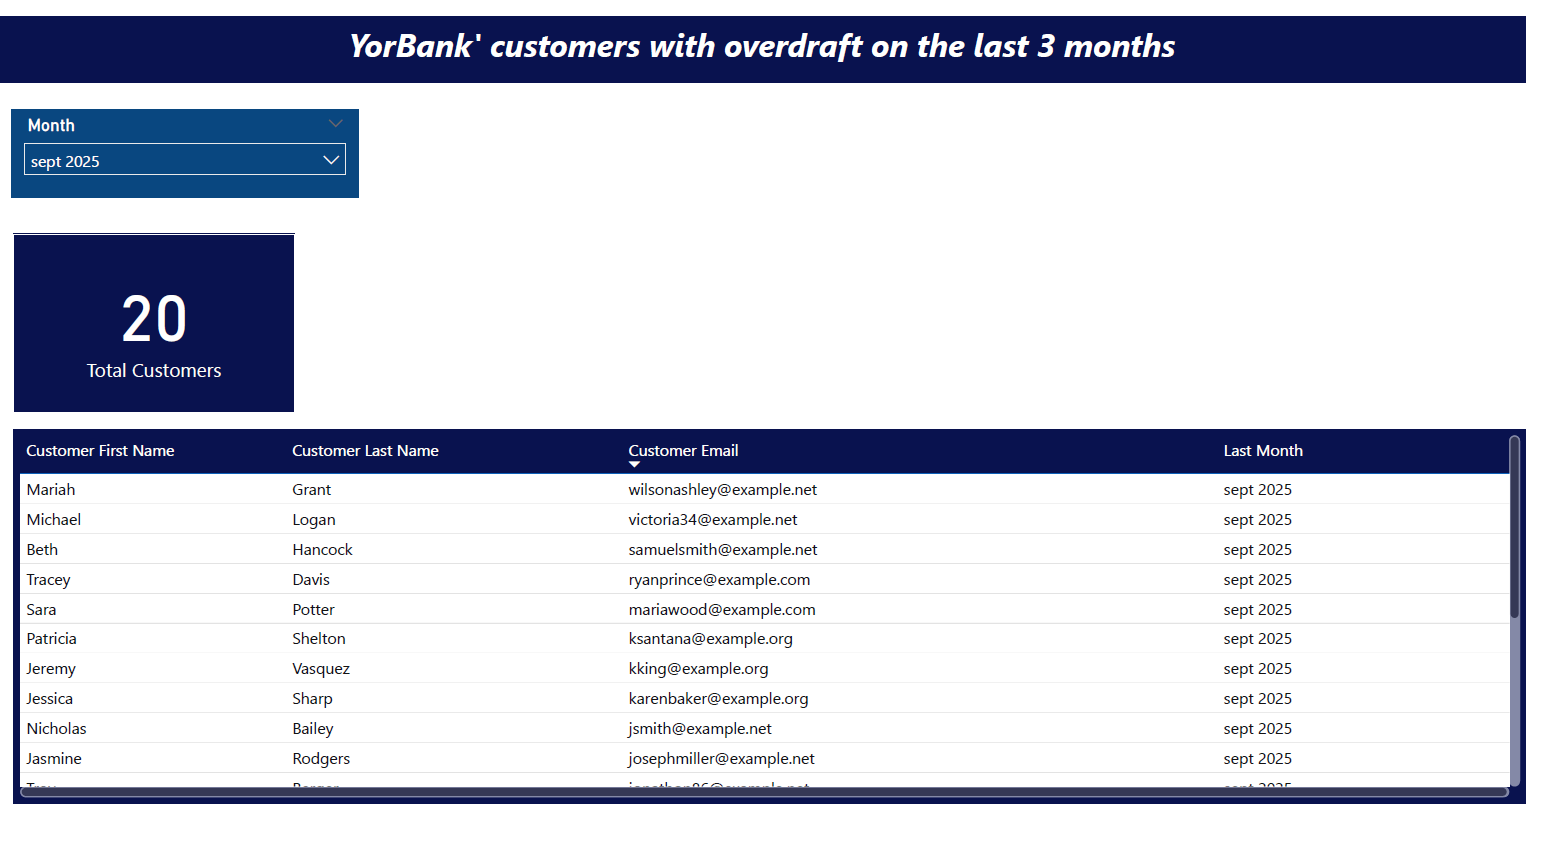 YorBank' customers with overdraft on the last 3 months
Month
sept 2025
20
Total Customers
Customer First Name Customer Last Name Customer Email Last Month
Mariah Grant wilsonashley@example.net sept 2025
Michael Logan victoria34@example.net sept 2025
Beth Hancock samuelsmith@example.net sept 2025
Tracey Davis ryanprince@example.com sept 2025
Sara Potter mariawood@example.com sept 2025
Patricia Shelton ksantana@example.org sept 2025
Jeremy Vasquez kking@example.org sept 2025
Jessica Sharp karenbaker@example.org sept 2025
Nicholas Bailey jsmith@example.net sept 2025
Jasmine Rodgers josephmiller@example.net sept 2025
sept 2025